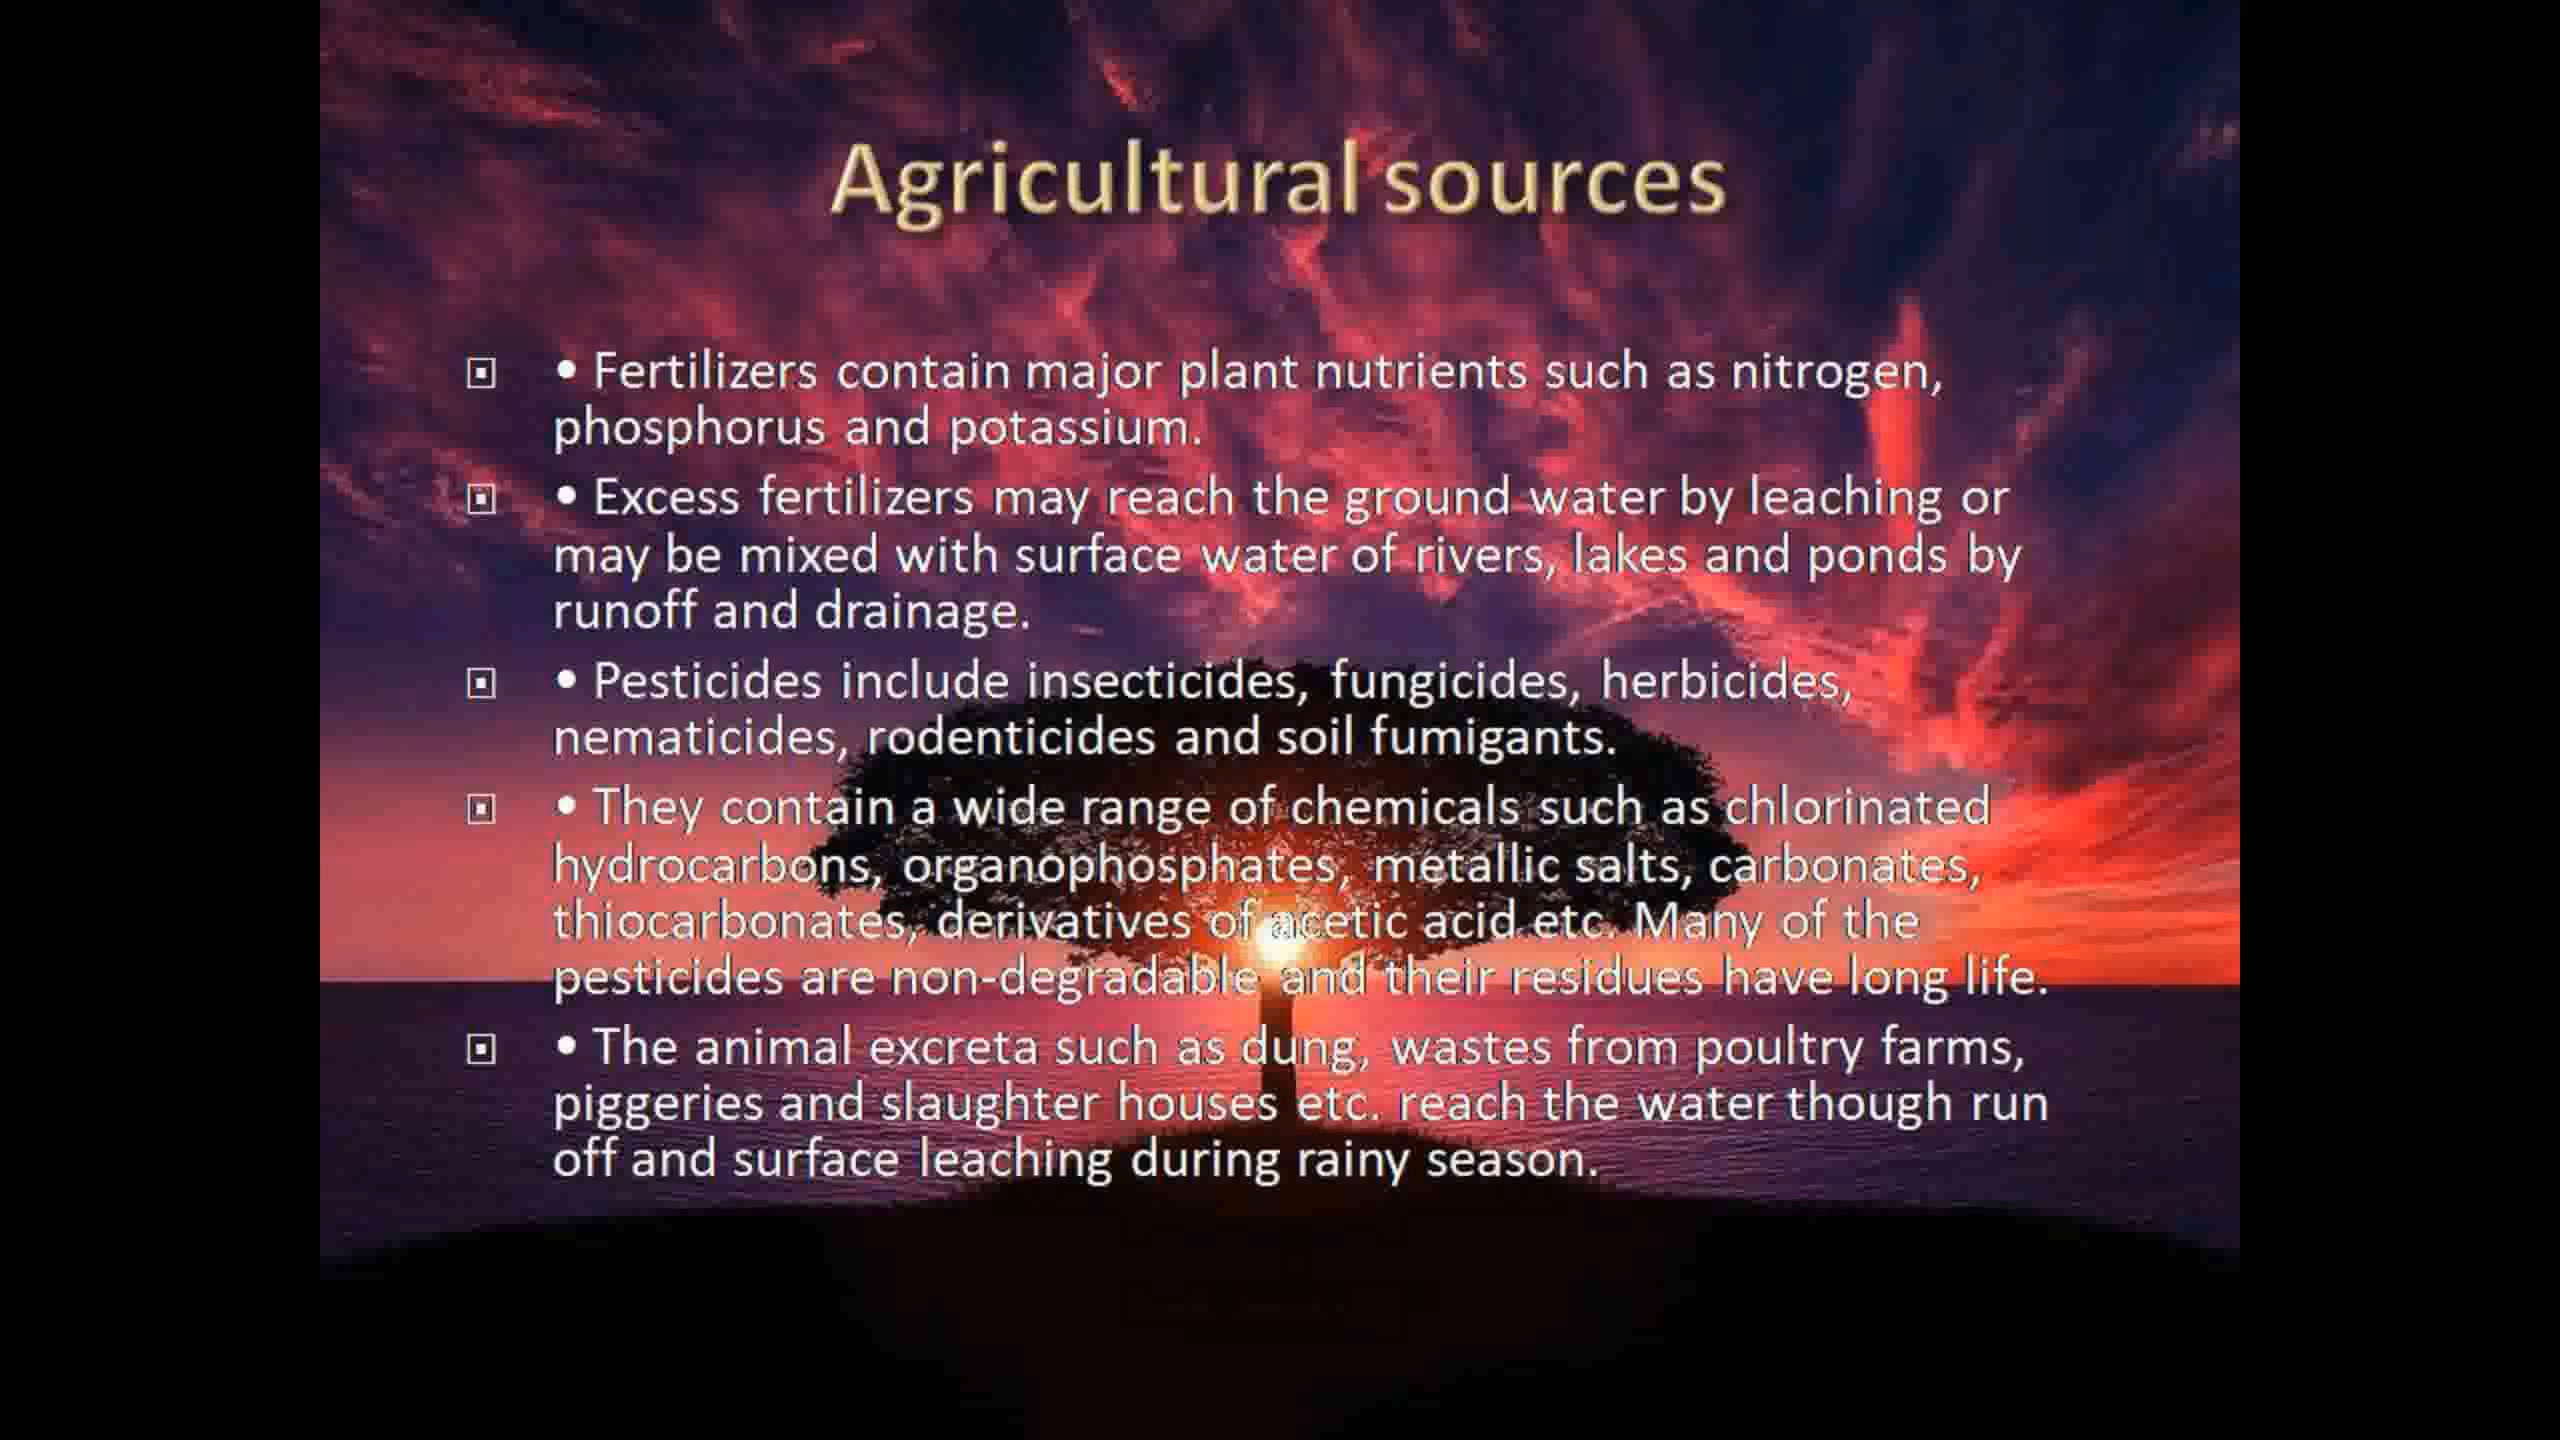 Agricultural sources
• Fertilizers contain major plant nutrients such as nitrogen,
phosphorus and potassium.
• Excess fertilizers may reach the ground water by leaching or
may be mixed with surface water of rivers, lakes and ponds by
runoff and drainage.
• Pesticides include insecticides, fungicides, herbicides,
nematicides, rodenticides and soil fumigants.
• They contain a wide range of chemicals such as chlorinated
hydrocarbons, organophosphates, metallic salts, carbonates,
thiocarbonates, derivatives of acetic acid etc. Many of the
pesticides are non-degradable and their residues have long life.
• The animal excreta such as dung, wastes from poultry farms,
piggeries and slaughter houses etc. reach the water though run
off and surface leaching during rainy season.